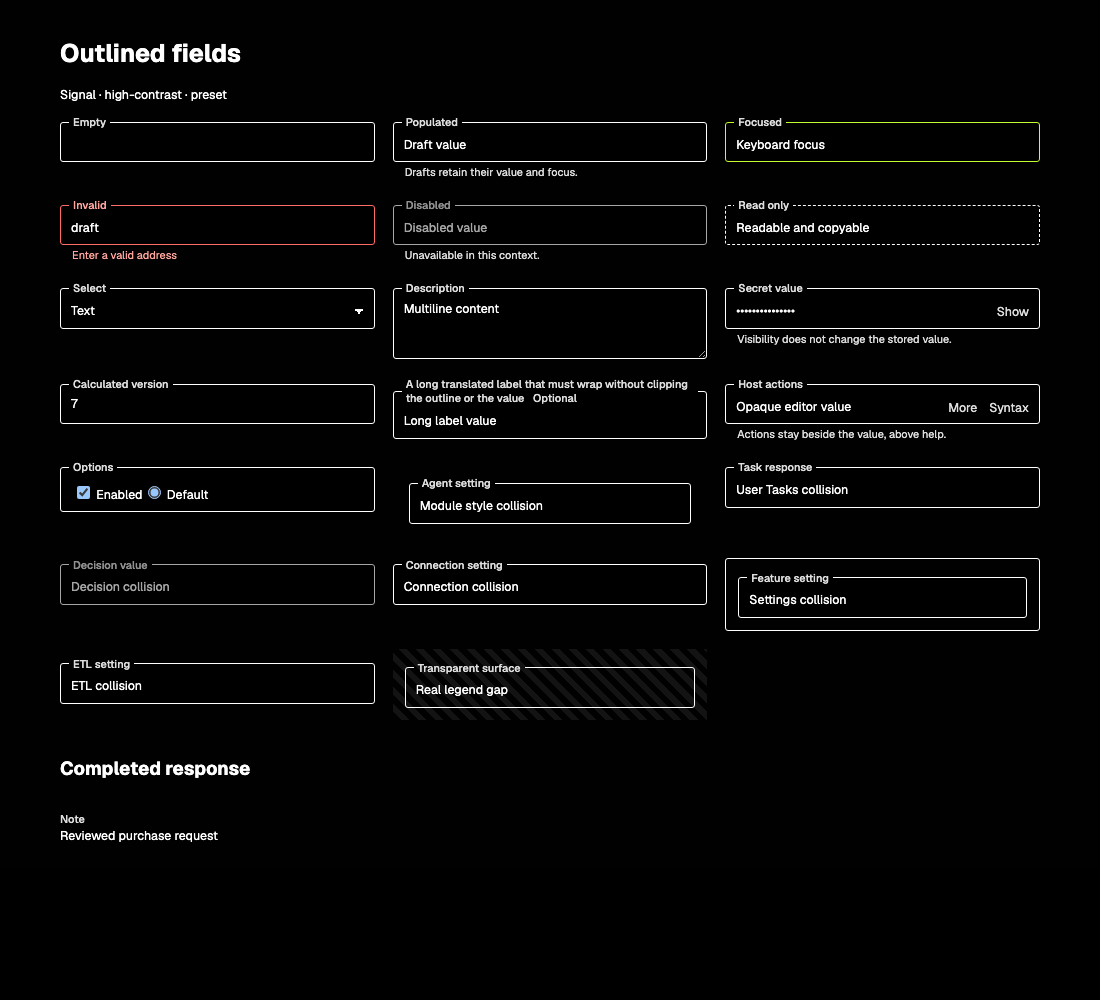 Outlined fields
Signal · high-contrast · preset
Empty
Populated
Draft value
Drafts retain their value and focus.
Focused
Keyboard focus
Invalid
draft
Enter a valid address
Disabled
Disabled value
Unavailable in this context.
Read only
Readable and copyable
Select
Text
Description
Multiline content
Secret value
•••••••••••••••
Show
Visibility does not change the stored value.
Calculated version
7
A long translated label that must wrap without clipping
the outline or the value Optional
Long label value
Host actions
Opaque editor value More Syntax
Actions stay beside the value, above help.
Options
Enabled Default
Agent setting
Module style collision
Task response
User Tasks collision
Decision value
Decision collision
Connection setting
Connection collision
Feature setting
Settings collision
ETL setting
ETL collision
Transparent surface
Real legend gap
Completed response
Note
Reviewed purchase request